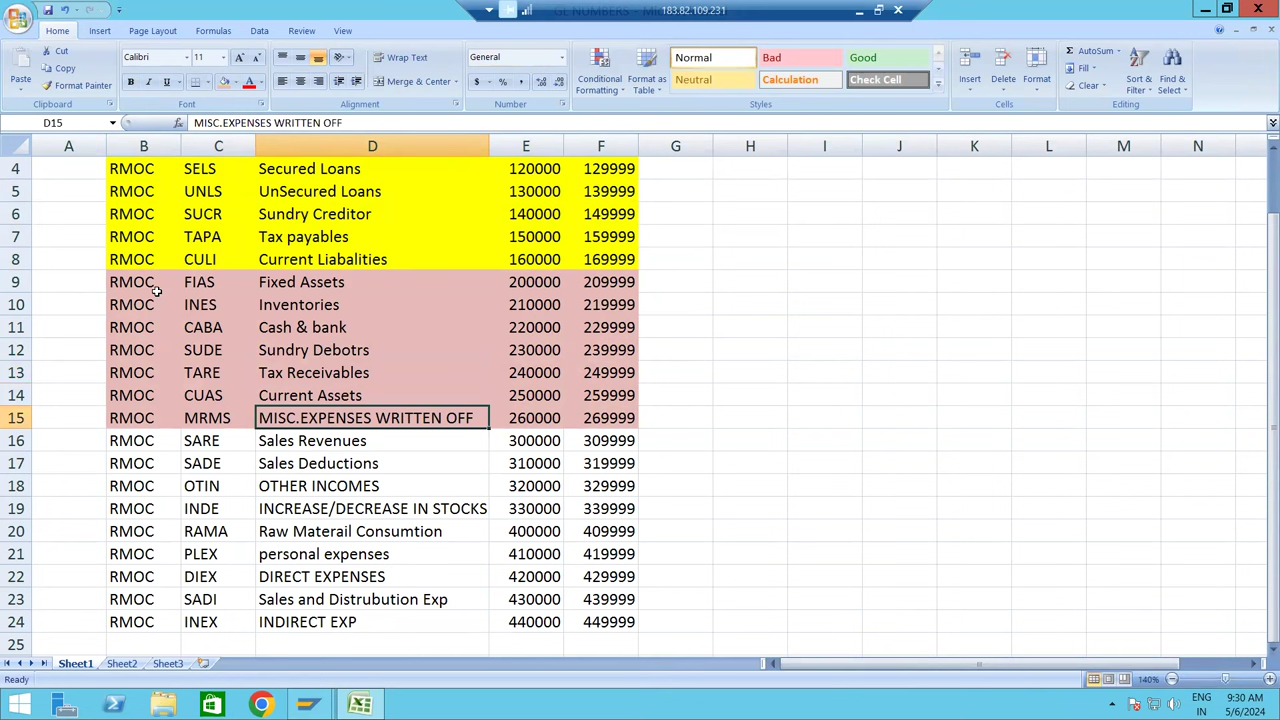 183.82.109.231
Home Insert Page Layout Formulas Data Review View
Cut
Copy
Format Painter
Paste
Clipboard
Calibri 11
B I U
Font
Wrap Text
Merge & Center
Alignment
General
$ % ,
Number
Conditional Formatting
Format as Table
Normal Bad Good
Neutral Calculation Check Cell
Styles
Insert Delete Format
Cells
AutoSum
Fill
Clear
Sort & Filter
Find & Select
Editing
D15 fx MISC.EXPENSES WRITTEN OFF
A B C D E F G H I J K L M N
4 RMOC SELS Secured Loans 120000 129999
5 RMOC UNLS UnSecured Loans 130000 139999
6 RMOC SUCR Sundry Creditor 140000 149999
7 RMOC TAPA Tax payables 150000 159999
8 RMOC CULI Current Liabalities 160000 169999
9 RMOC FIAS Fixed Assets 200000 209999
10 RMOC INES Inventories 210000 219999
11 RMOC CABA Cash & bank 220000 229999
12 RMOC SUDE Sundry Debotrs 230000 239999
13 RMOC TARE Tax Receivables 240000 249999
14 RMOC CUAS Current Assets 250000 259999
15 RMOC MRMS MISC.EXPENSES WRITTEN OFF 260000 269999
16 RMOC SARE Sales Revenues 300000 309999
17 RMOC SADE Sales Deductions 310000 319999
18 RMOC OTIN OTHER INCOMES 320000 329999
19 RMOC INDE INCREASE/DECREASE IN STOCKS 330000 339999
20 RMOC RAMA Raw Materail Consumtion 400000 409999
21 RMOC PLEX personal expenses 410000 419999
22 RMOC DIEX DIRECT EXPENSES 420000 429999
23 RMOC SADI Sales and Distrubution Exp 430000 439999
24 RMOC INEX INDIRECT EXP 440000 449999
25
Sheet1 Sheet2 Sheet3
Ready 140%
ENG 9:30 AM
IN 5/6/2024